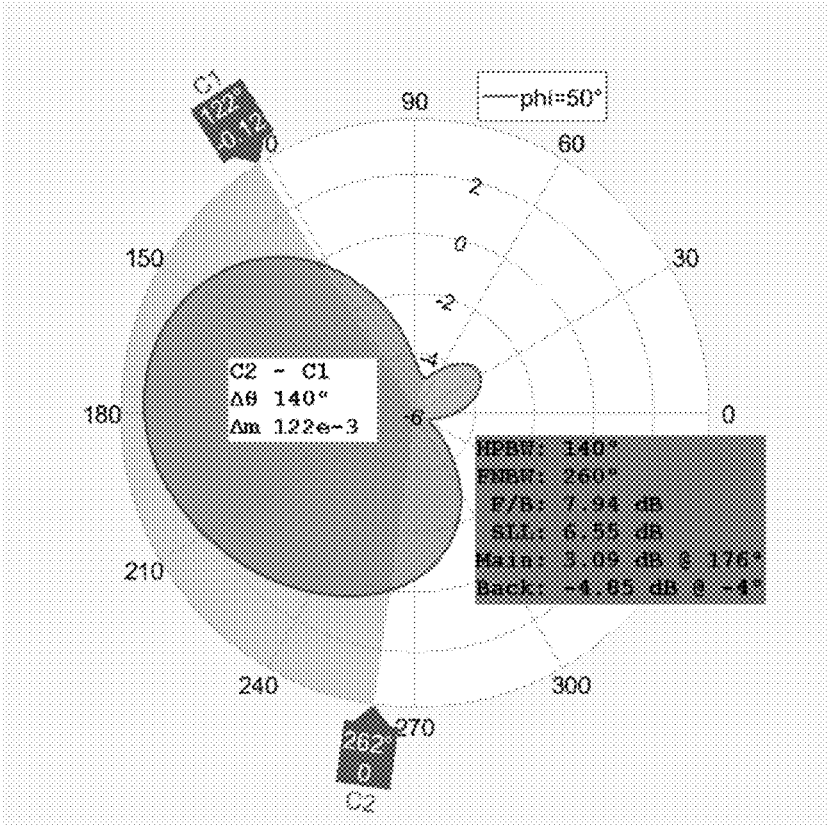 C1
122°
-0.12
phi=50°
90
60
30
0
300
270
240
210
180
150
2
0
-2
-4
-6
C2 - C1
Δθ 140°
Δm 122e-3
HPBW: 140°
FNBW: 260°
F/B: 7.94 dB
SLL: 6.55 dB
Main: 3.09 dB @ 176°
Back: -4.85 dB @ -4°
262°
0
C2